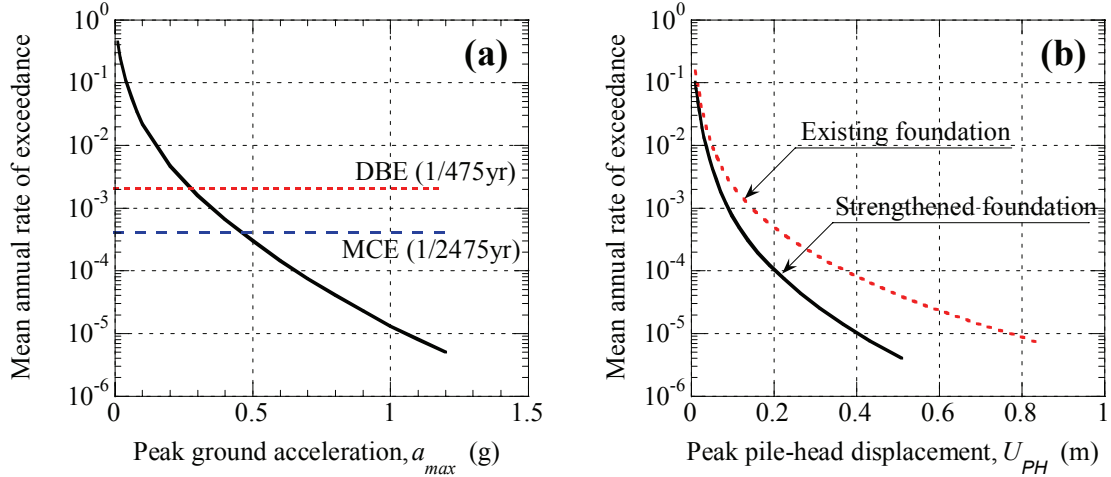 (a)
Mean annual rate of exceedance
10^0
10^-1
10^-2
10^-3
10^-4
10^-5
10^-6
DBE (1/475yr)
MCE (1/2475yr)
0 0.5 1 1.5
Peak ground acceleration, a_max (g)
(b)
Mean annual rate of exceedance
10^0
10^-1
10^-2
10^-3
10^-4
10^-5
10^-6
Existing foundation
Strengthened foundation
0 0.2 0.4 0.6 0.8 1
Peak pile-head displacement, U_PH (m)